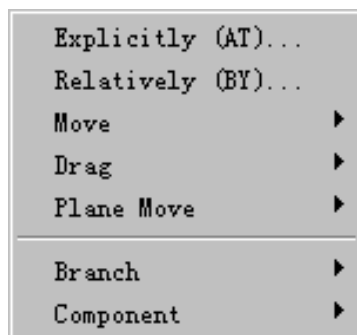 Explicitly (AT)...
Relatively (BY)...
Move
Drag
Plane Move
Branch
Component